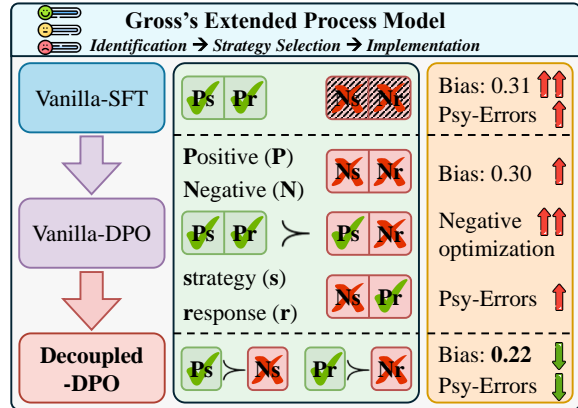 Gross's Extended Process Model
Identification → Strategy Selection → Implementation
Vanilla-SFT
Ps Pr
Ns Nr
Bias: 0.31
Psy-Errors
Vanilla-DPO
Positive (P)
Negative (N)
Ns Nr
Ps Pr ≻ Ps Nr
strategy (s)
response (r)
Ns Pr
Bias: 0.30
Negative
optimization
Psy-Errors
Decoupled
-DPO
Ps ≻ Ns
Pr ≻ Nr
Bias: 0.22
Psy-Errors